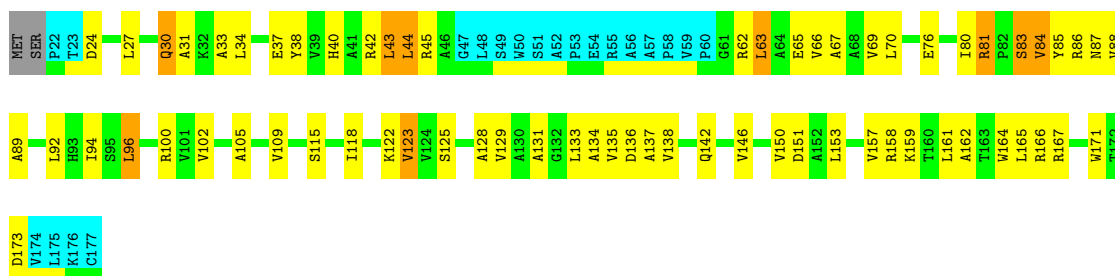 MET SER P22 T23 D24 L27 Q30 A31 K32 A33 L34 E37 Y38 V39 H40 A41 R42 L43 L44 R45 A46 G47 L48 S49 W50 S51 A52 P53 E54 R55 A56 A57 P58 V59 P60 G61 R62 L63 A64 E65 V66 A67 A68 V69 L70 E76 I80 R81 P82 S83 V84 Y85 R86 N87
A89 L92 H93 I94 S95 L96 R100 V101 V102 A105 V109 S115 I118 K122 V123 V124 S125 A128 V129 A130 A131 G132 L133 A134 V135 D136 A137 V138 Q142 V146 V150 D151 A152 L153 V157 R158 K159 T160 L161 A162 T163 W164 L165 R166 R167 W171
D173 V174 L175 K176 C177